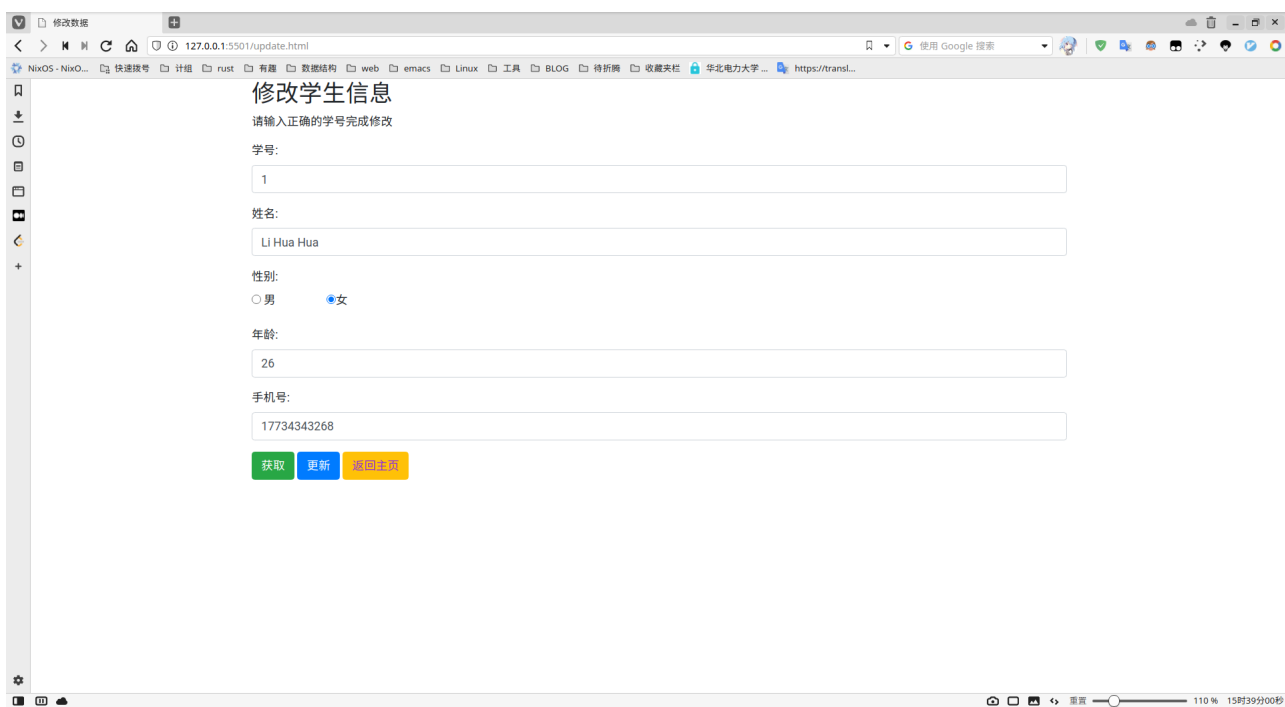 修改数据
127.0.0.1:5501/update.html
使用 Google 搜索
NixOS - NixO... 快速拨号 计组 rust 有趣 数据结构 web emacs Linux 工具 BLOG 待折腾 收藏夹栏 华北电力大学 ... https://transl...
修改学生信息
请输入正确的学号完成修改
学号:
1
姓名:
Li Hua Hua
性别:
男 女
年龄:
26
手机号:
17734343268
获取 更新 返回主页
重置 110 % 15时39分00秒